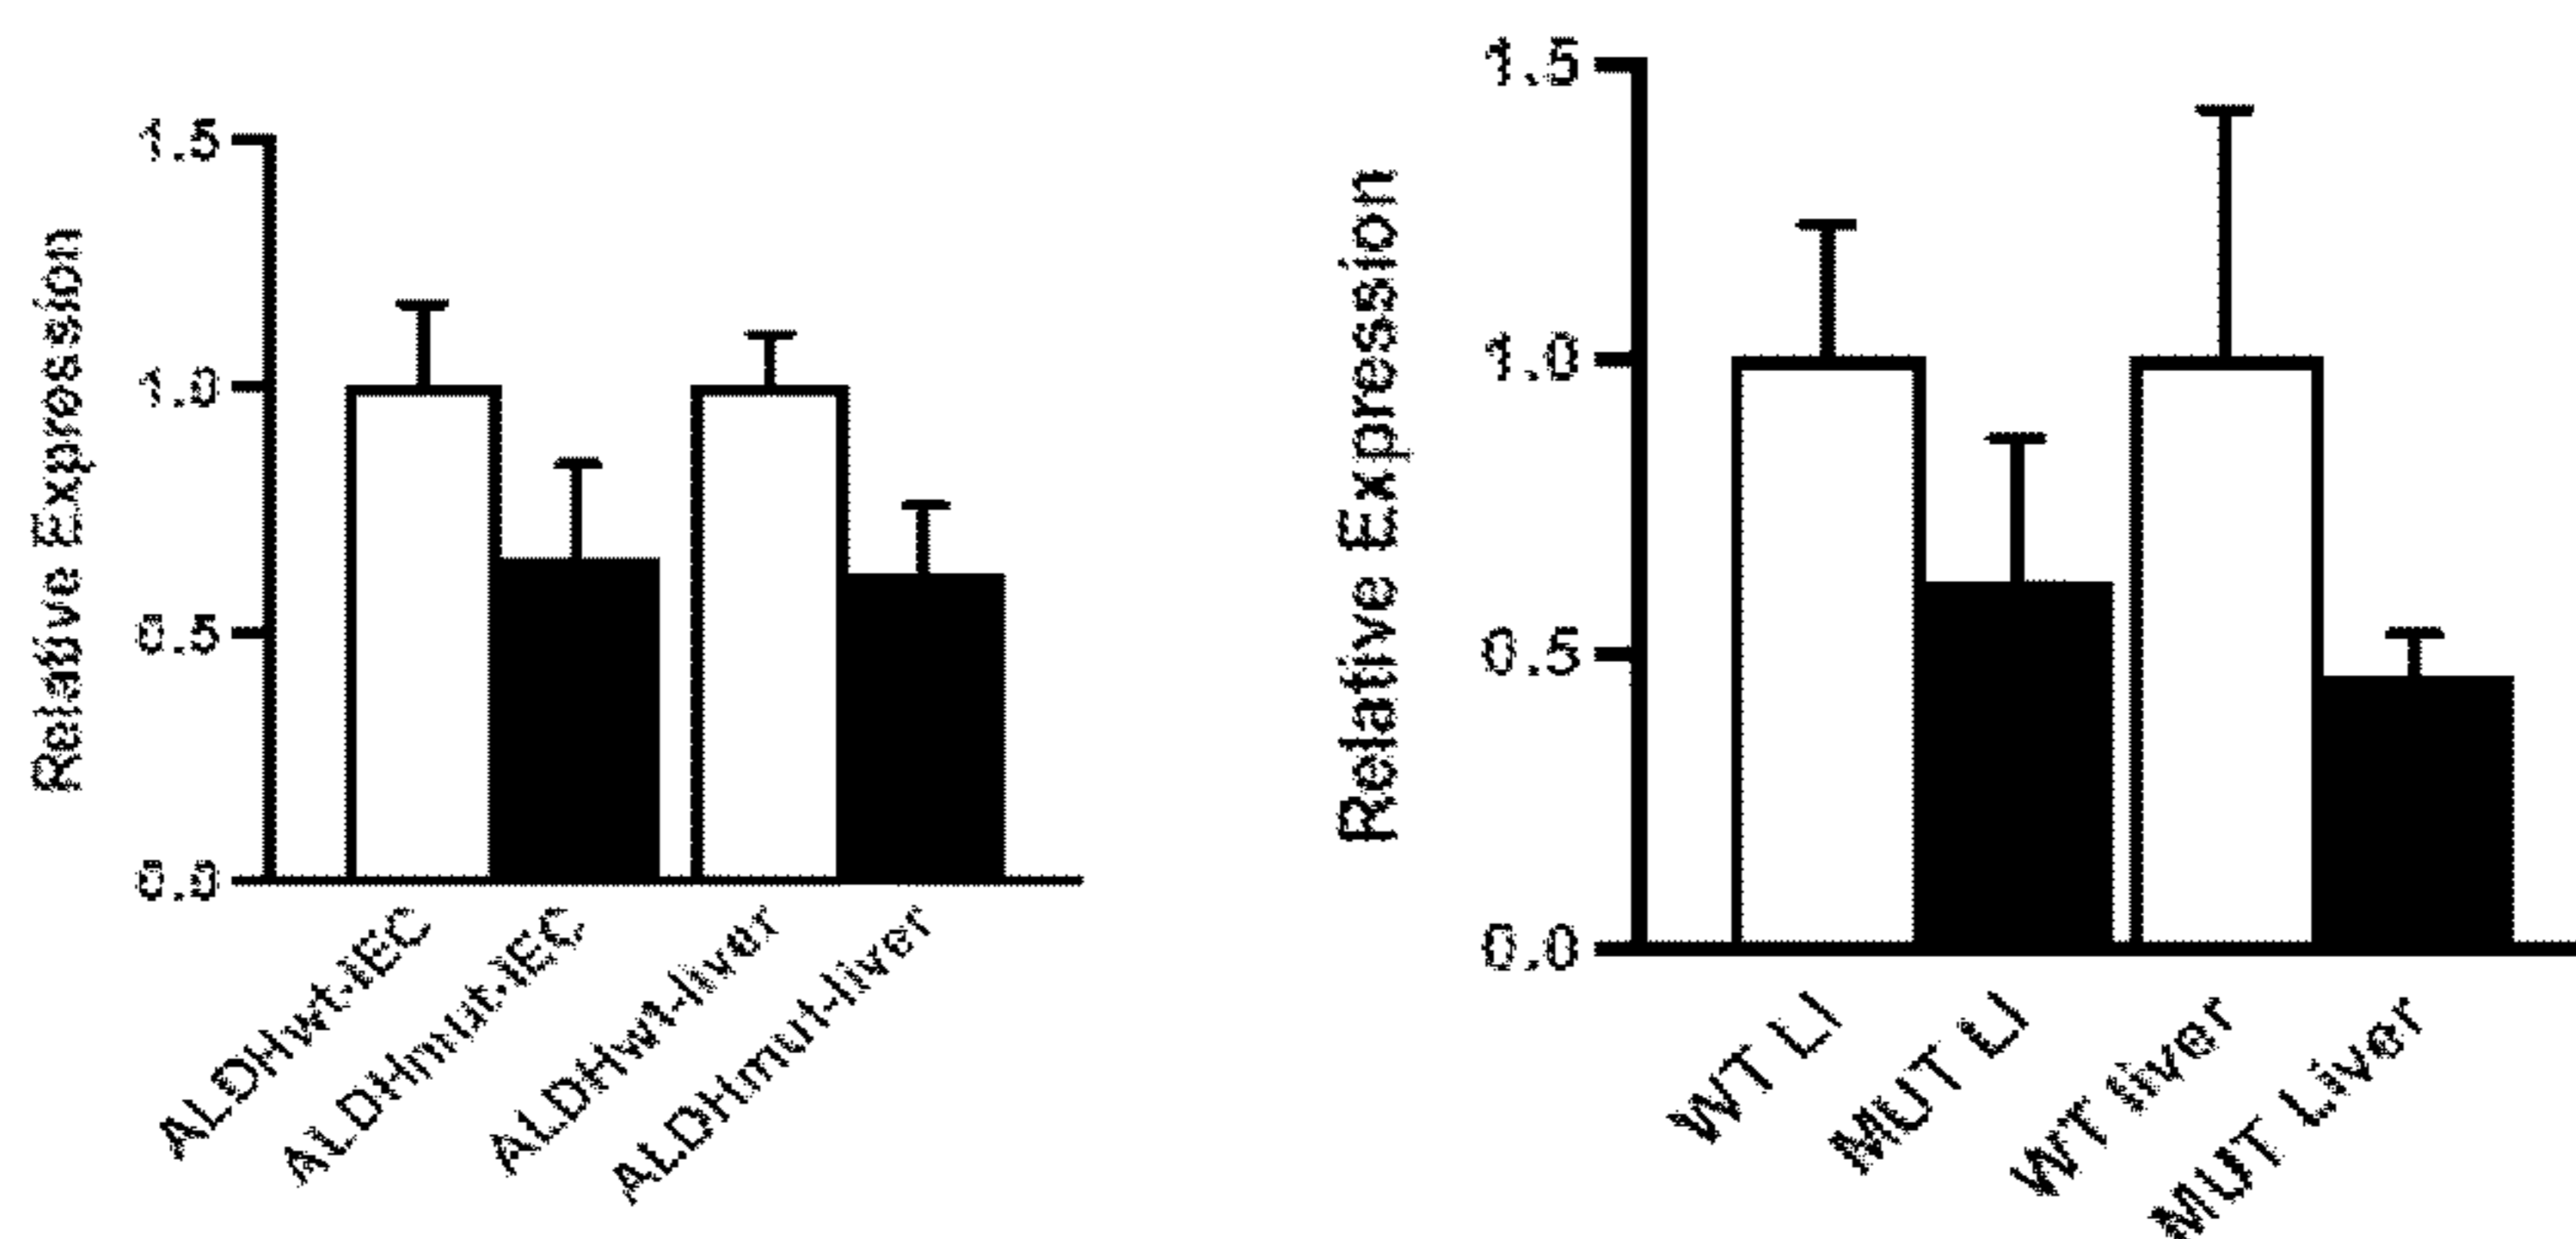 Relative Expression
1.5
1.0
0.5
0.0
ALDHwt-IEC
ALDHmut-IEC
ALDHwt-liver
ALDHmut-liver
Relative Expression
1.5
1.0
0.5
0.0
WT LI
MUT LI
WT liver
MUT Liver